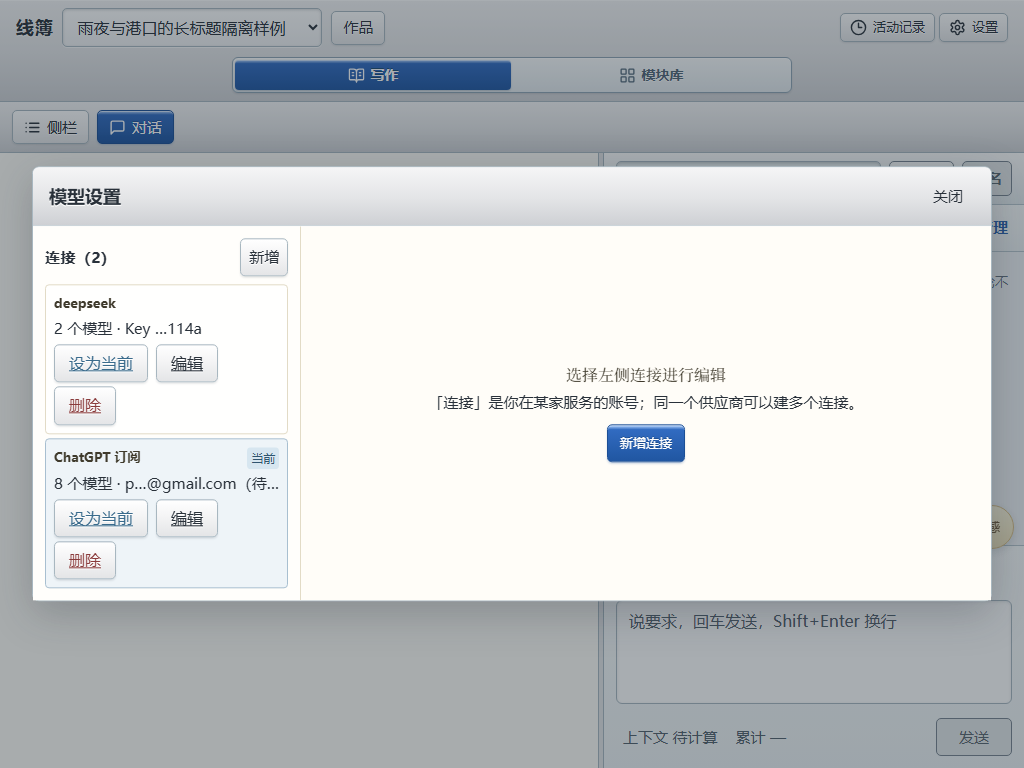 线簿 雨夜与港口的长标题隔离样例 作品 活动记录 设置
写作 模块库
侧栏 对话
名
模型设置 关闭
理
连接（2） 新增
不
deepseek
2 个模型 · Key ...114a
设为当前 编辑
删除
选择左侧连接进行编辑
「连接」是你在某家服务的账号；同一个供应商可以建多个连接。
新增连接
ChatGPT 订阅 当前
8 个模型 · p...@gmail.com（待...
设为当前 编辑
删除
说要求，回车发送，Shift+Enter 换行
上下文 待计算 累计 — 发送